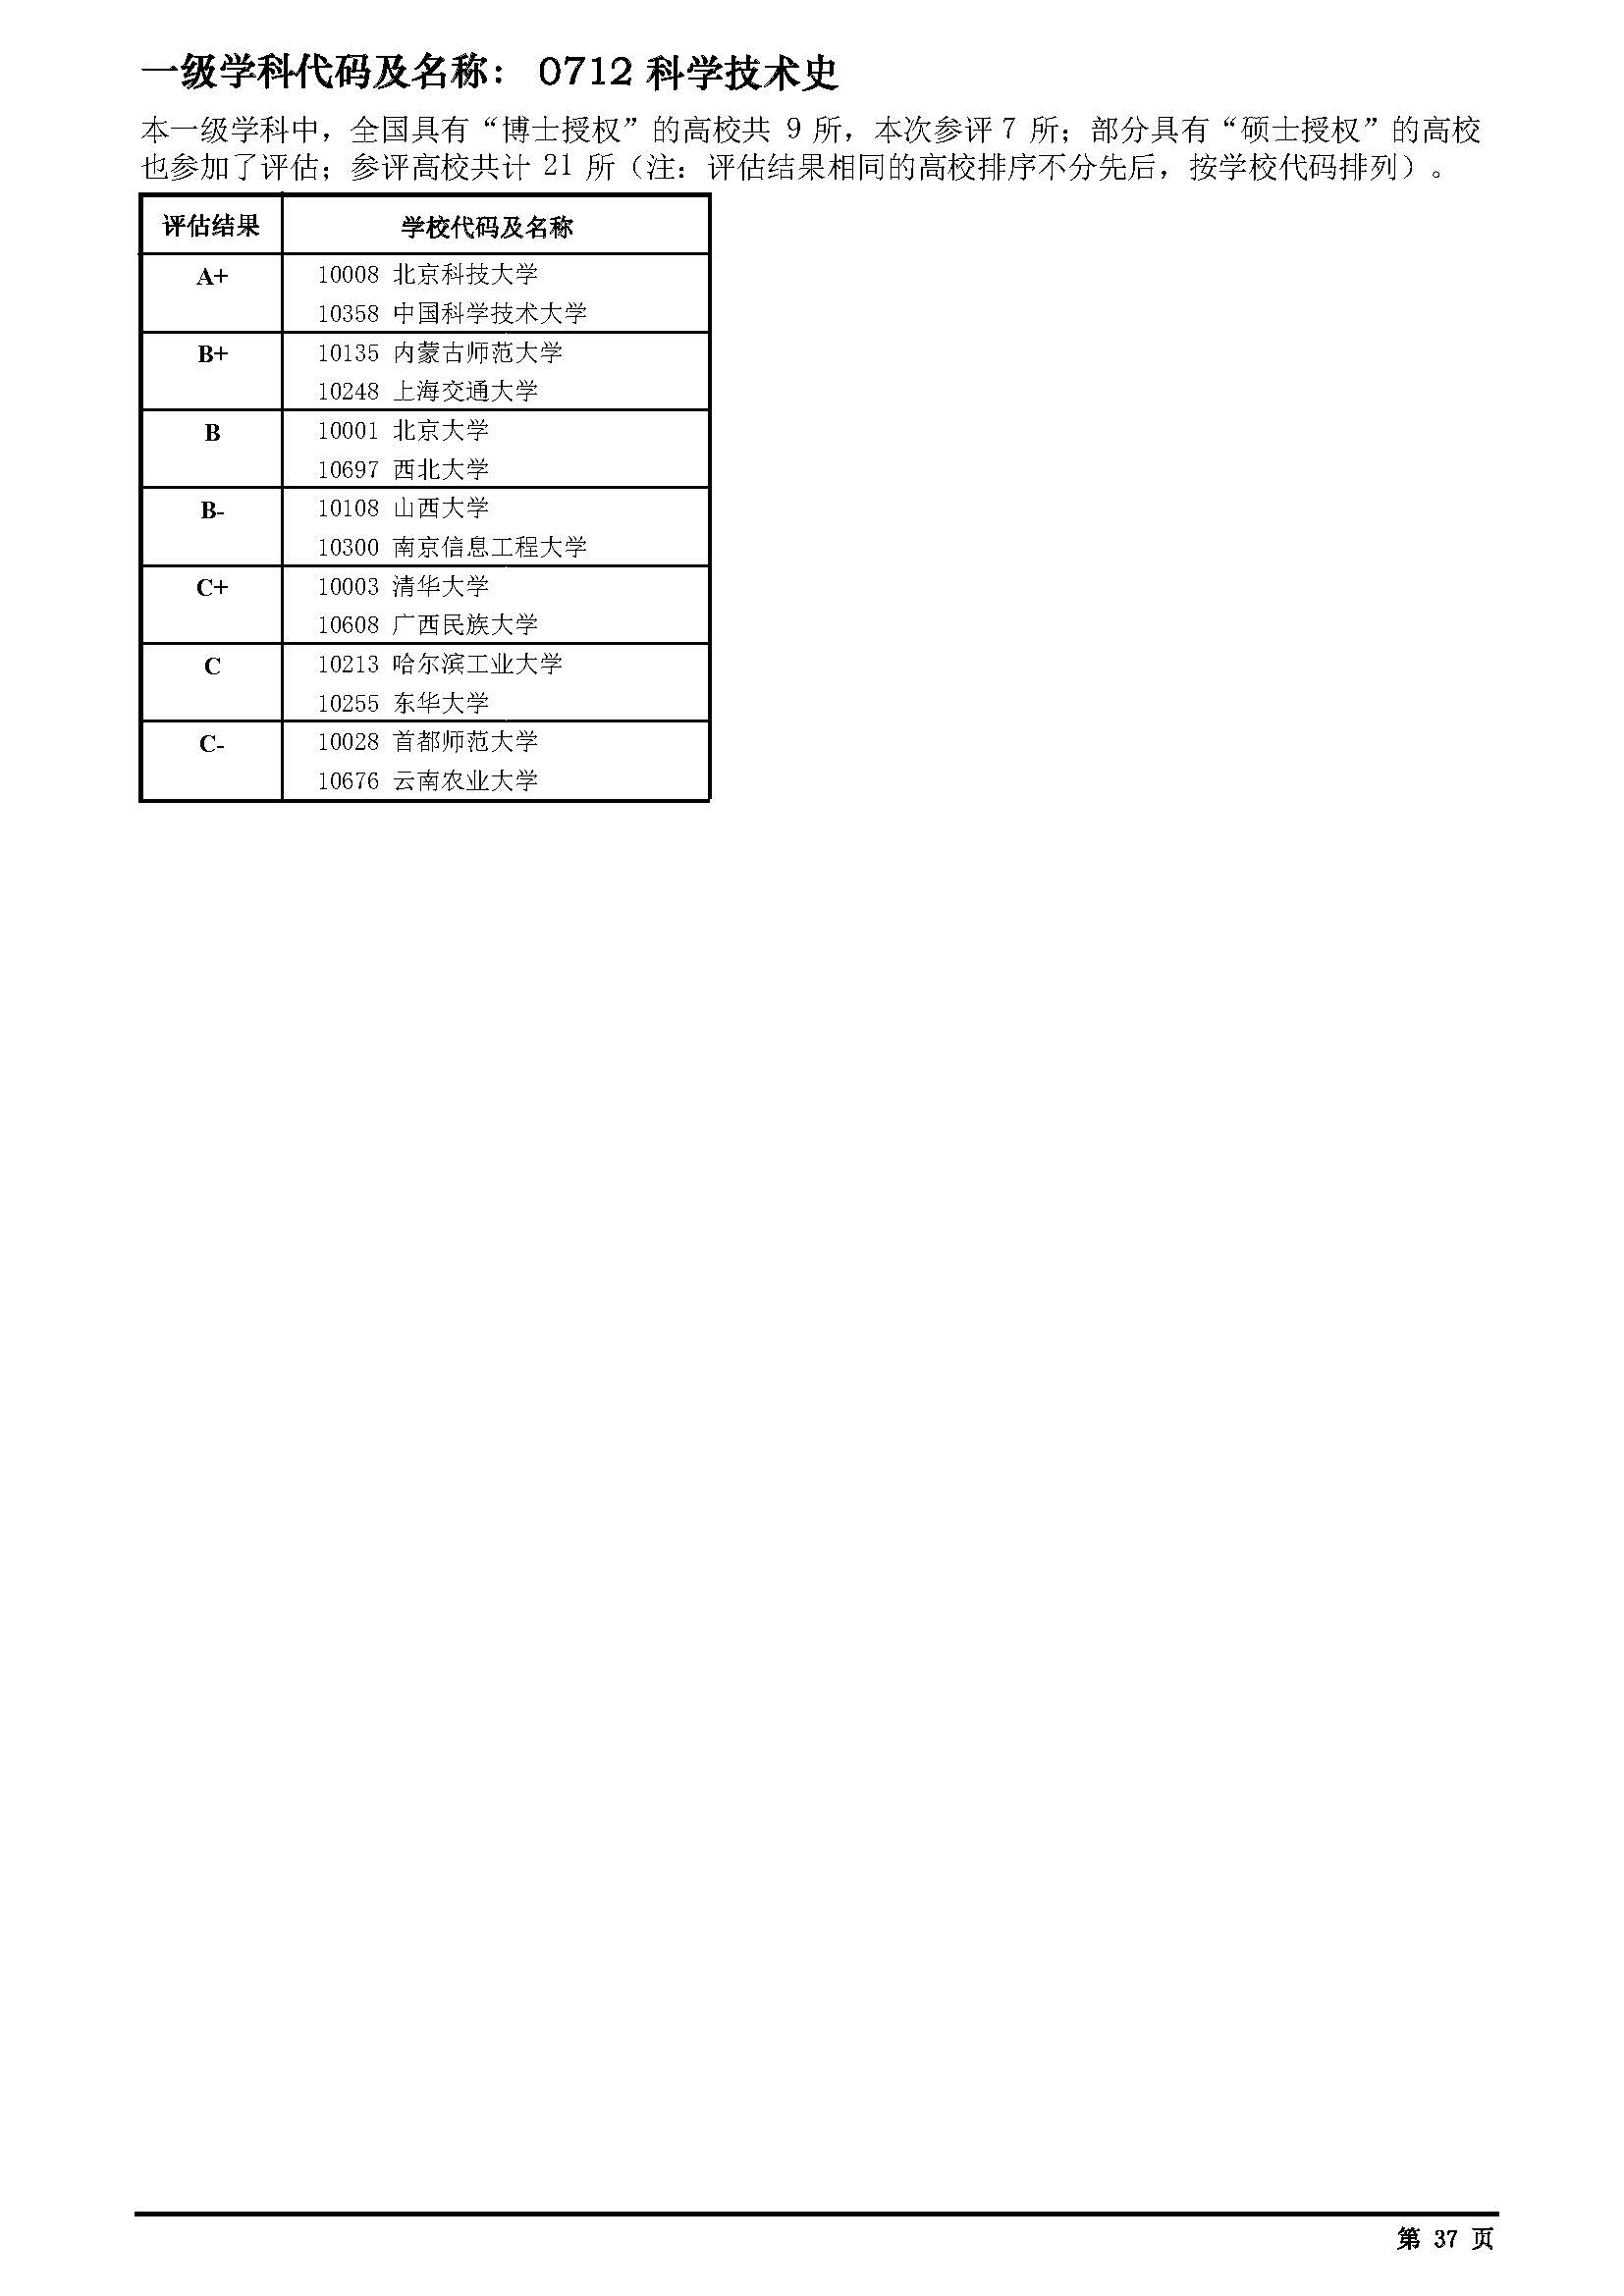 一级学科代码及名称： 0712 科学技术史
本一级学科中，全国具有“博士授权”的高校共 9 所，本次参评 7 所；部分具有“硕士授权”的高校
也参加了评估；参评高校共计 21 所（注：评估结果相同的高校排序不分先后，按学校代码排列）。
评估结果 学校代码及名称
A+ 10008 北京科技大学
10358 中国科学技术大学
B+ 10135 内蒙古师范大学
10248 上海交通大学
B 10001 北京大学
10697 西北大学
B- 10108 山西大学
10300 南京信息工程大学
C+ 10003 清华大学
10608 广西民族大学
C 10213 哈尔滨工业大学
10255 东华大学
C- 10028 首都师范大学
10676 云南农业大学
第 37 页